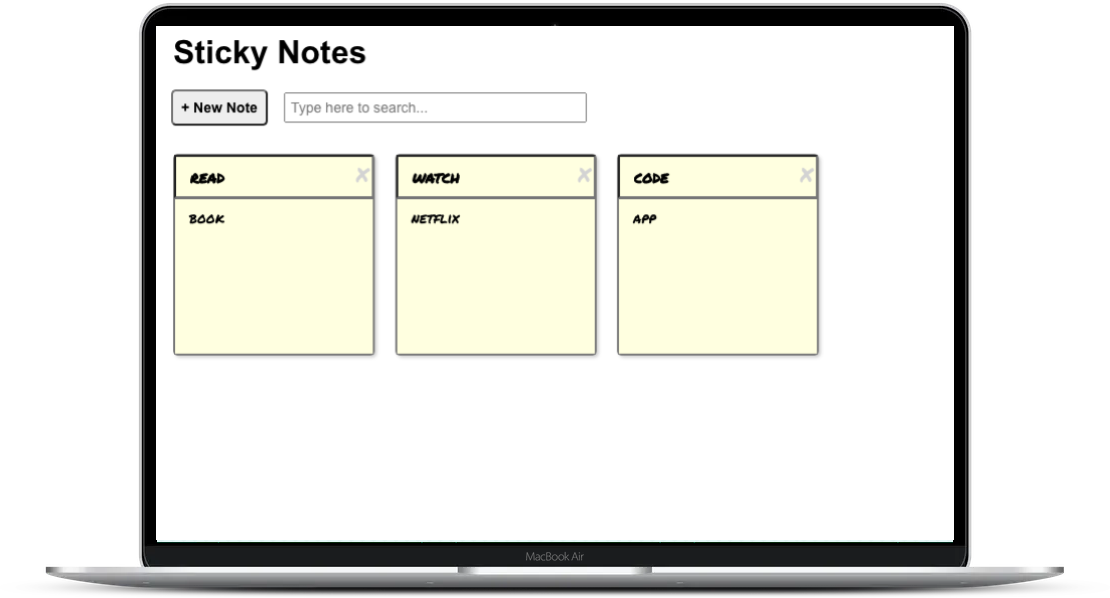 Sticky Notes
+ New Note
Type here to search...
READ ✘
WATCH ✘
CODE ✘
BOOK
NETFLIX
APP
MacBook Air